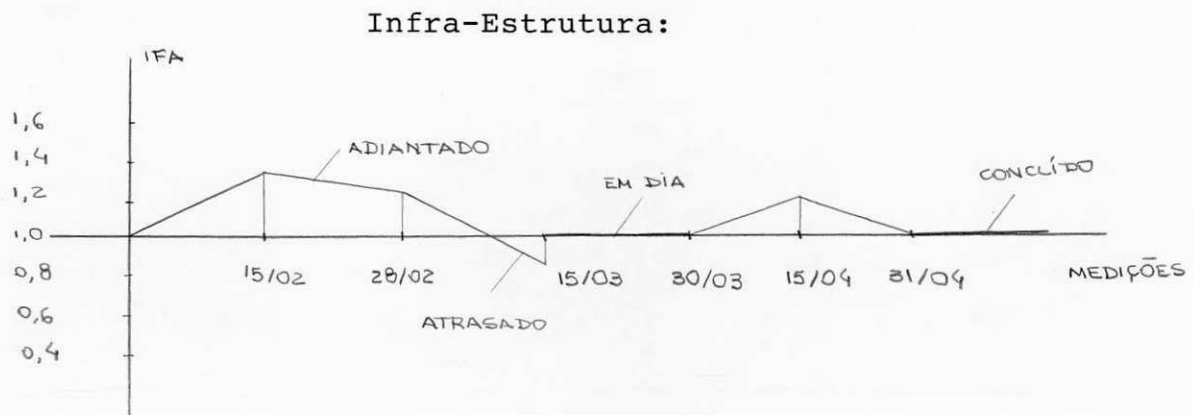 Infra-Estrutura:
IFA
1,6
1,4
1,2
1,0
0,8
0,6
0,4
ADIANTADO
EM DIA
CONCLÍDO
15/02
28/02
15/03
30/03
15/04
31/04
MEDIÇÕES
ATRASADO